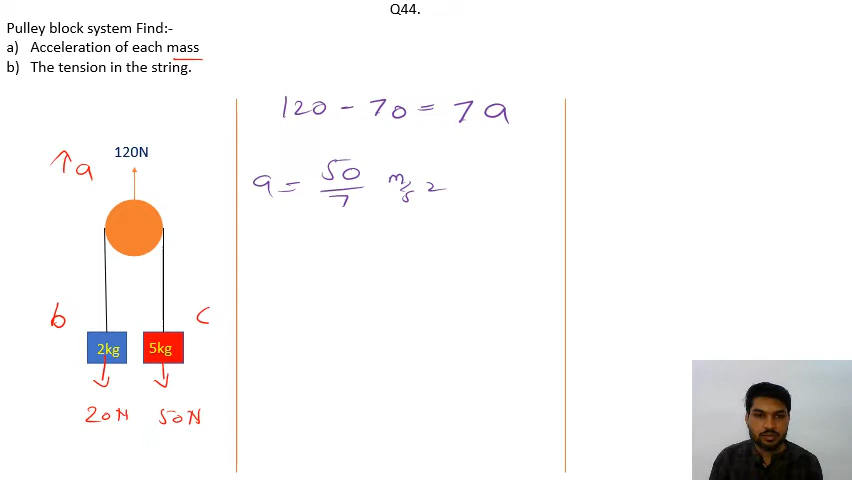 Q44.
Pulley block system Find:-
a) Acceleration of each mass
b) The tension in the string.
120 - 70 = 7a
↑a
120N
a = 50/7 m/s2
b
c
2kg
5kg
20N
50N